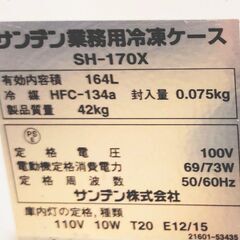 サンデン業務用冷凍ケース
SH-170X
有効内容積 164L
冷媒 HFC-134a 封入量 0.075kg
製品質量 42kg
PS E
定格電圧 100V
電動機定格消費電力 69/73W
定格周波数 50/60Hz
サンデン株式会社
庫内灯の定格,種類
110V 10W T20 E12/15
21601-53435